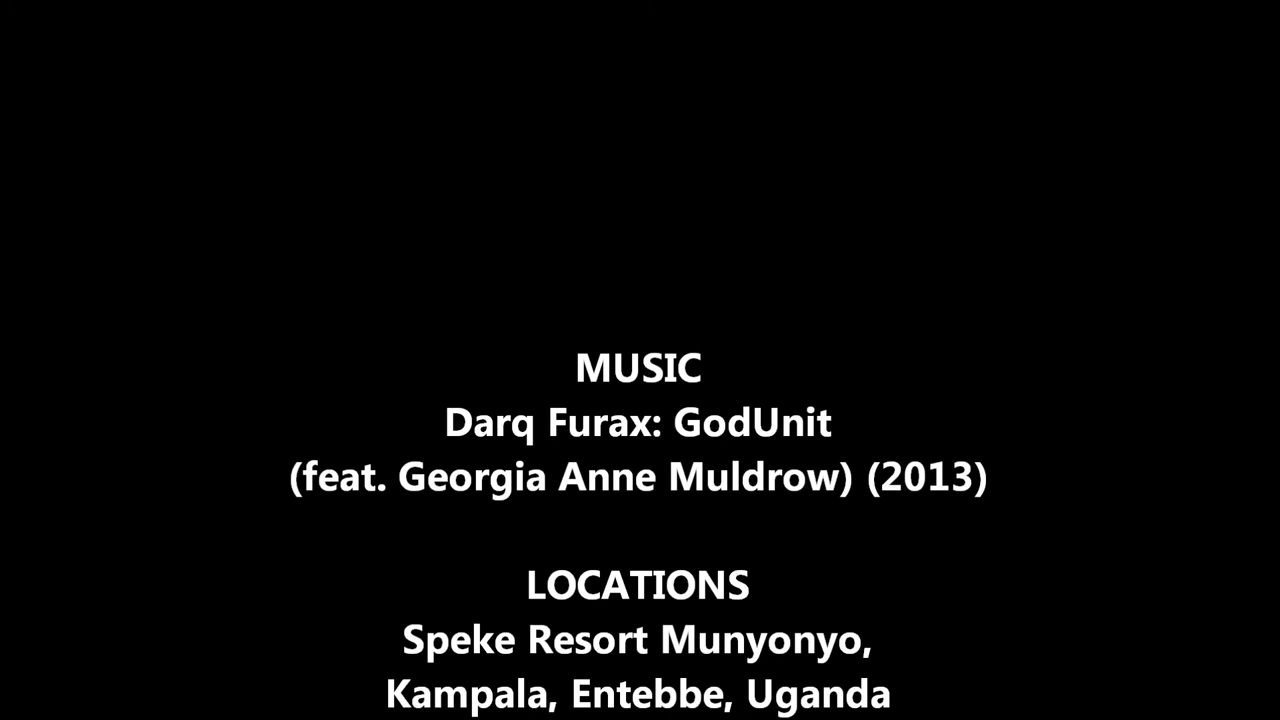 MUSIC
Darq Furax: GodUnit
(feat. Georgia Anne Muldrow) (2013)
LOCATIONS
Speke Resort Munyonyo,
Kampala, Entebbe, Uganda